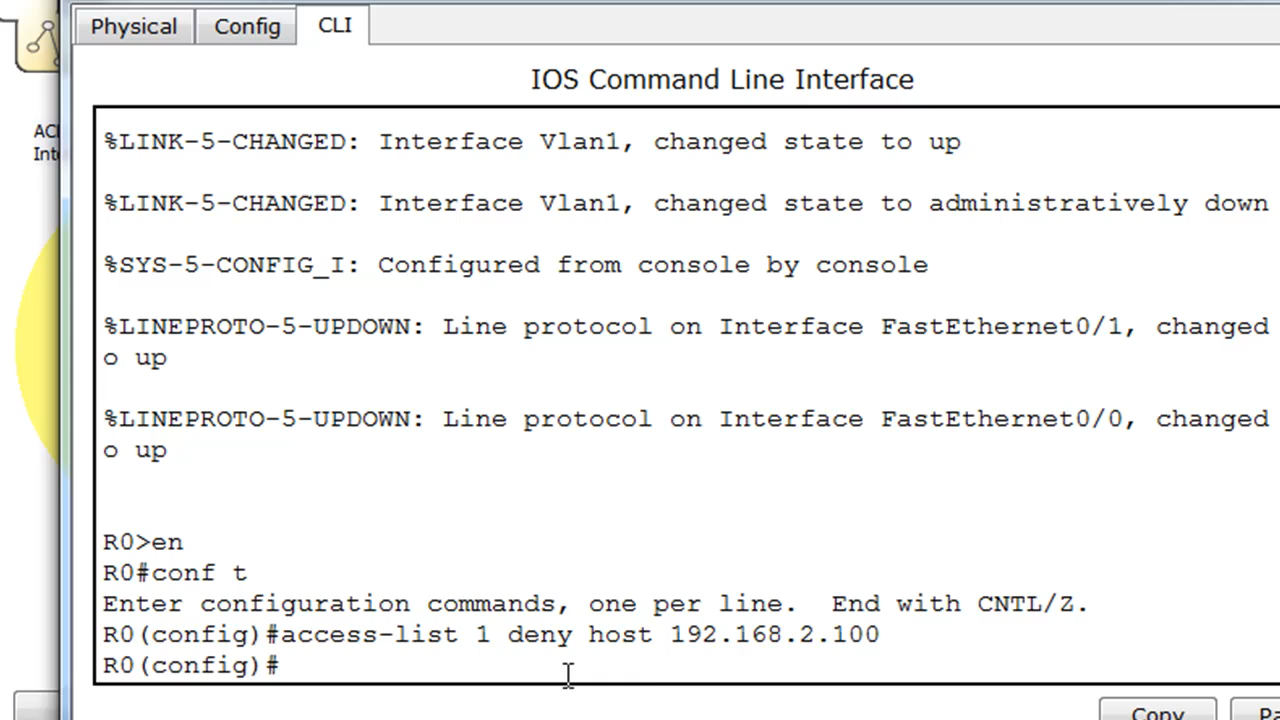 Physical
Config
CLI
IOS Command Line Interface
%LINK-5-CHANGED: Interface Vlan1, changed state to up
%LINK-5-CHANGED: Interface Vlan1, changed state to administratively down
%SYS-5-CONFIG_I: Configured from console by console
%LINEPROTO-5-UPDOWN: Line protocol on Interface FastEthernet0/1, changed
o up
%LINEPROTO-5-UPDOWN: Line protocol on Interface FastEthernet0/0, changed
o up
R0>en
R0#conf t
Enter configuration commands, one per line.  End with CNTL/Z.
R0(config)#access-list 1 deny host 192.168.2.100
R0(config)#
Copy